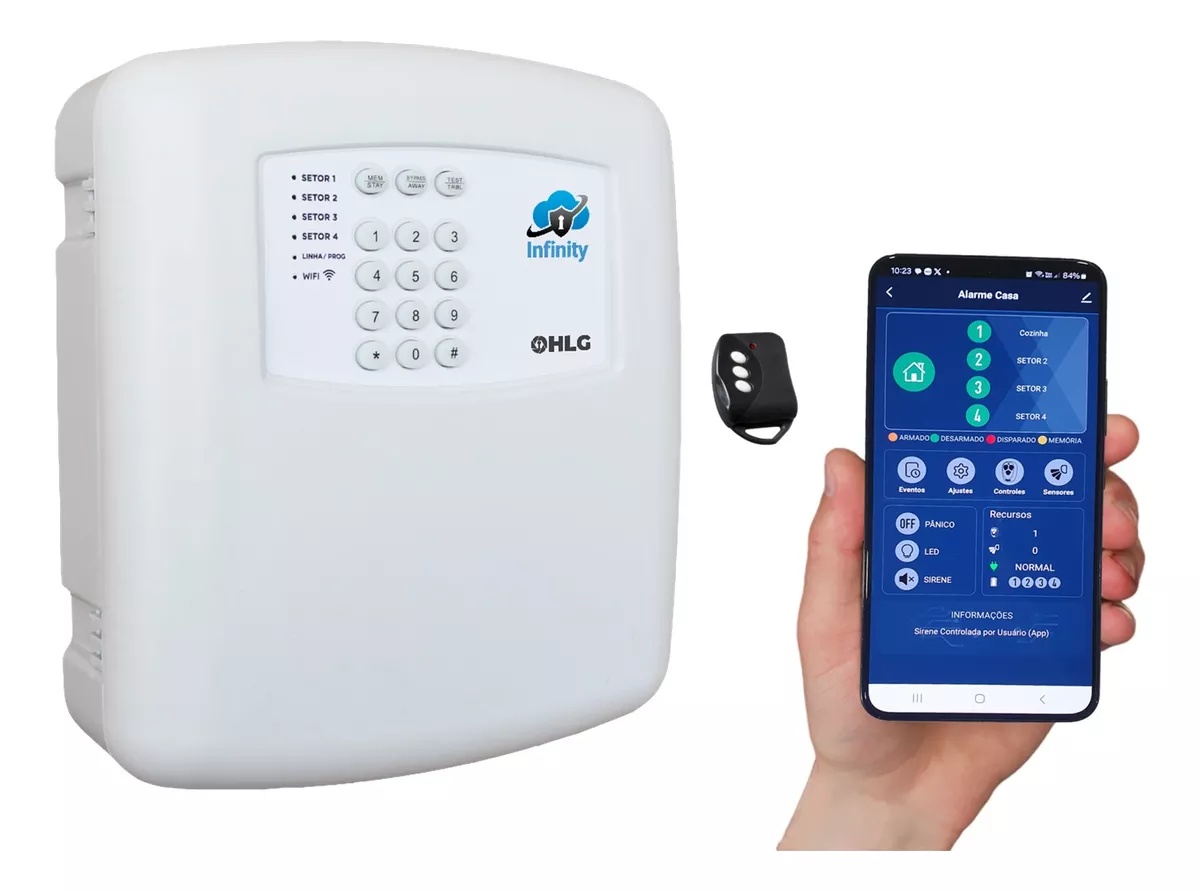 SETOR 1
SETOR 2
SETOR 3
SETOR 4
LINHA/ PROG
WIFI
MEM
STAY
BYPASS
AWAY
TEST
TRBL
1 2 3
4 5 6
7 8 9
* 0 #
Infinity
HLG
10:23
84%
Alarme Casa
1 Cozinha
2 SETOR 2
3 SETOR 3
4 SETOR 4
ARMADO DESARMADO DISPARADO MEMÓRIA
Eventos Ajustes Controles Sensores
OFF PÂNICO
LED
SIRENE
Recursos
1
0
NORMAL
1 2 3 4
INFORMAÇÕES
Sirene Controlada por Usuário (App)